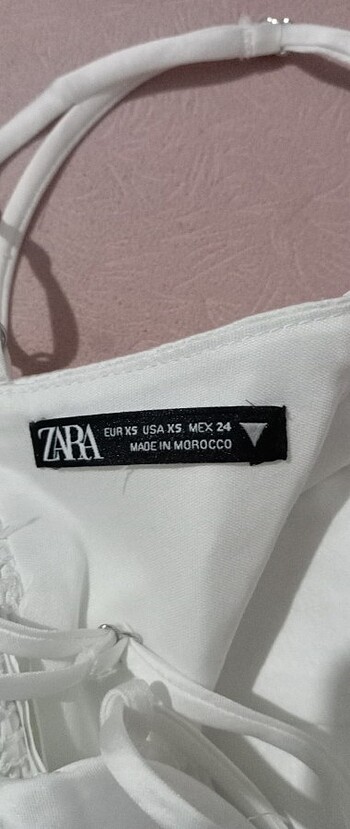 ZARA
EUR XS USA XS MEX 24
MADE IN MOROCCO